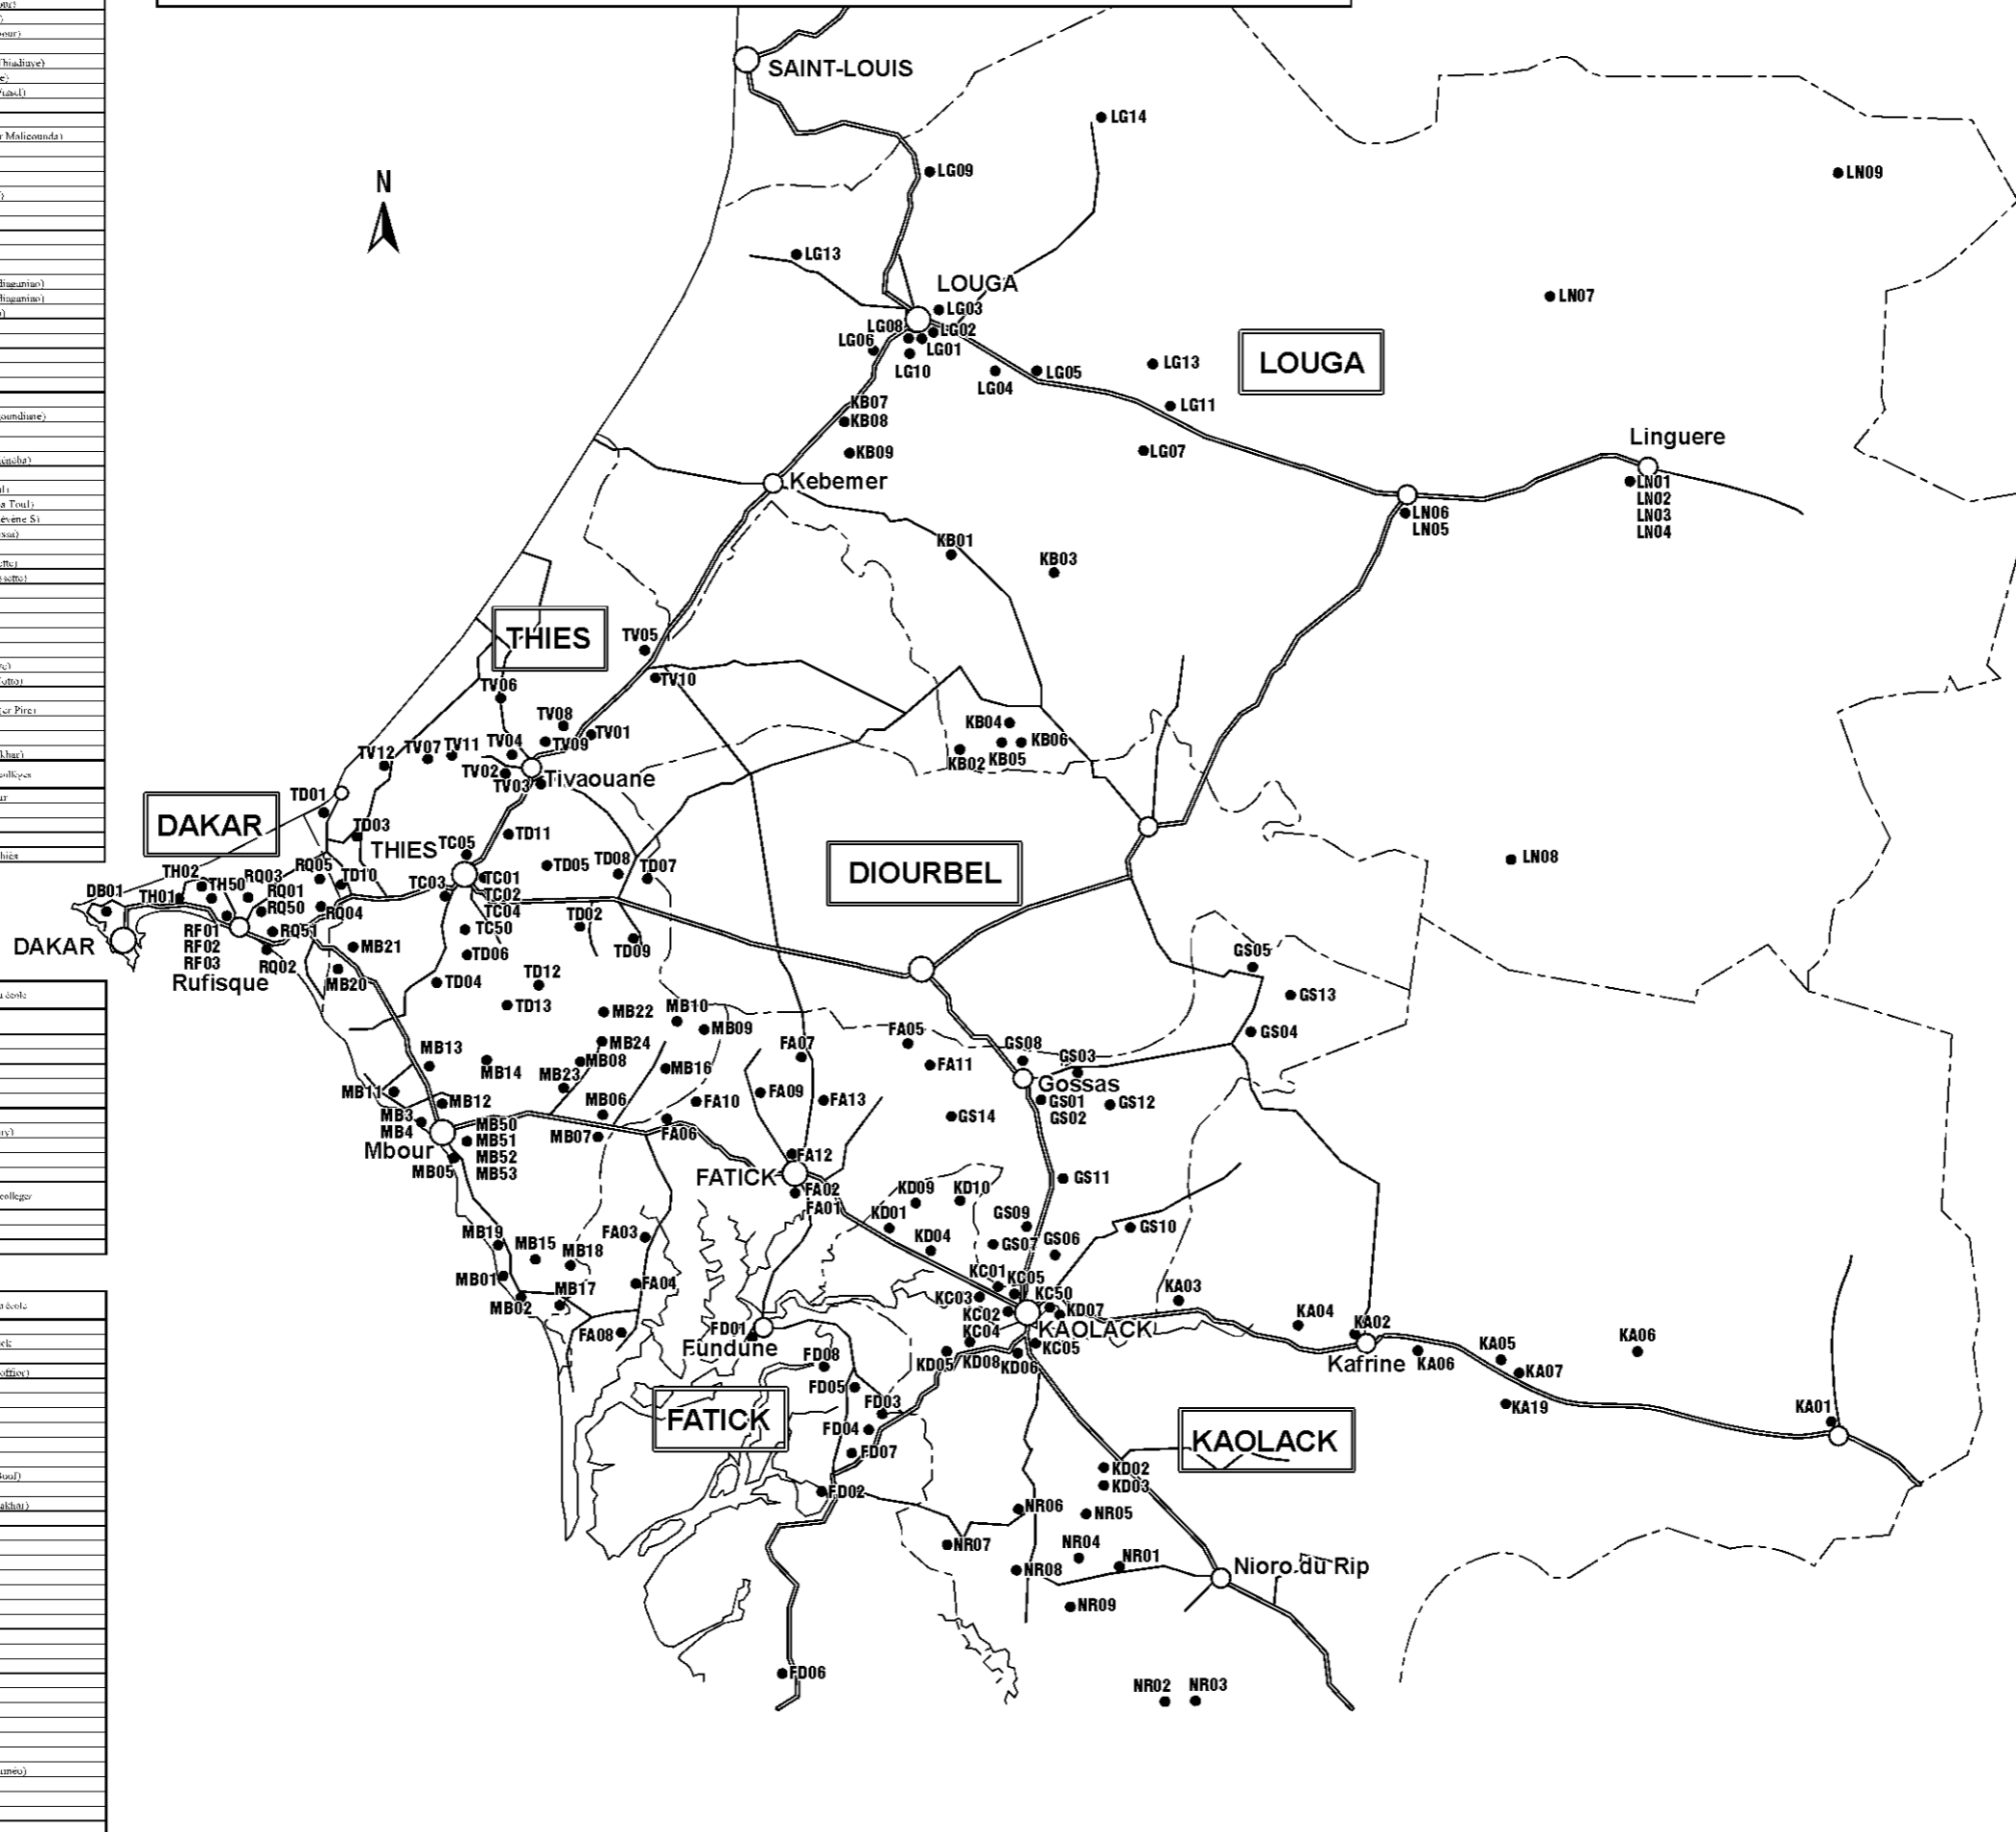 SAINT-LOUIS
LG14
LG09
LN09
N
LG13
LOUGA
LN07
LG03
LG08
LG02
LG06
LG01
LG10
LG04
LG05
LG13
LOUGA
LG11
KB07
KB08
KB09
LG07
Linguere
Kebemer
LN01
LN02
LN03
LN04
LN06
LN05
KB01
KB03
THIES
TV05
TV10
TV06
TV08
TV01
KB04
TV12
TV07
TV11
TV04
TV09
KB06
KB02
KB05
TV02
TV03
Tivaouane
TD01
DAKAR
TD03
TD11
THIES
TC05
DIOURBEL
LN08
TD05
TD08
TD07
TH02
RQ03
RQ05
TD10
TC03
TC01
TC02
TC04
DB01
TH01
TH50
RQ01
RQ50
RQ04
TD02
TC50
RF01
RF02
RF03
RQ51
MB21
TD09
DAKAR
RQ02
TD06
GS05
Rufisque
MB20
TD04
TD12
GS13
TD13
MB22
MB10
MB09
GS04
MB24
FA07
FA05
GS08
GS03
MB13
MB14
MB08
MB16
FA11
MB23
Gossas
MB11
MB12
MB06
FA10
FA09
FA13
GS01
GS02
GS12
GS14
MB3
MB4
MB50
MB51
MB52
MB53
MB07
FA06
Mbour
MB05
FA12
FATICK
FA02
FA01
GS11
KD09
KD10
KD01
GS09
GS10
MB19
FA03
KD04
GS07
GS06
MB15
MB18
MB01
MB17
FA04
KC01
KC05
KA03
MB02
KC03
KC50
KC02
KD07
KA04
KA02
FA08
FD01
KC04
KAOLACK
KC05
KA05
KA06
Fundune
FD08
KD05
KD08
KD06
Kafrine
KA06
KA07
FD05
FD03
KA19
FATICK
FD04
KAOLACK
KA01
FD07
KD02
KD03
FD02
NR06
NR05
NR07
NR04
NR01
NR08
Nioro du Rip
NR09
FD06
NR02
NR03